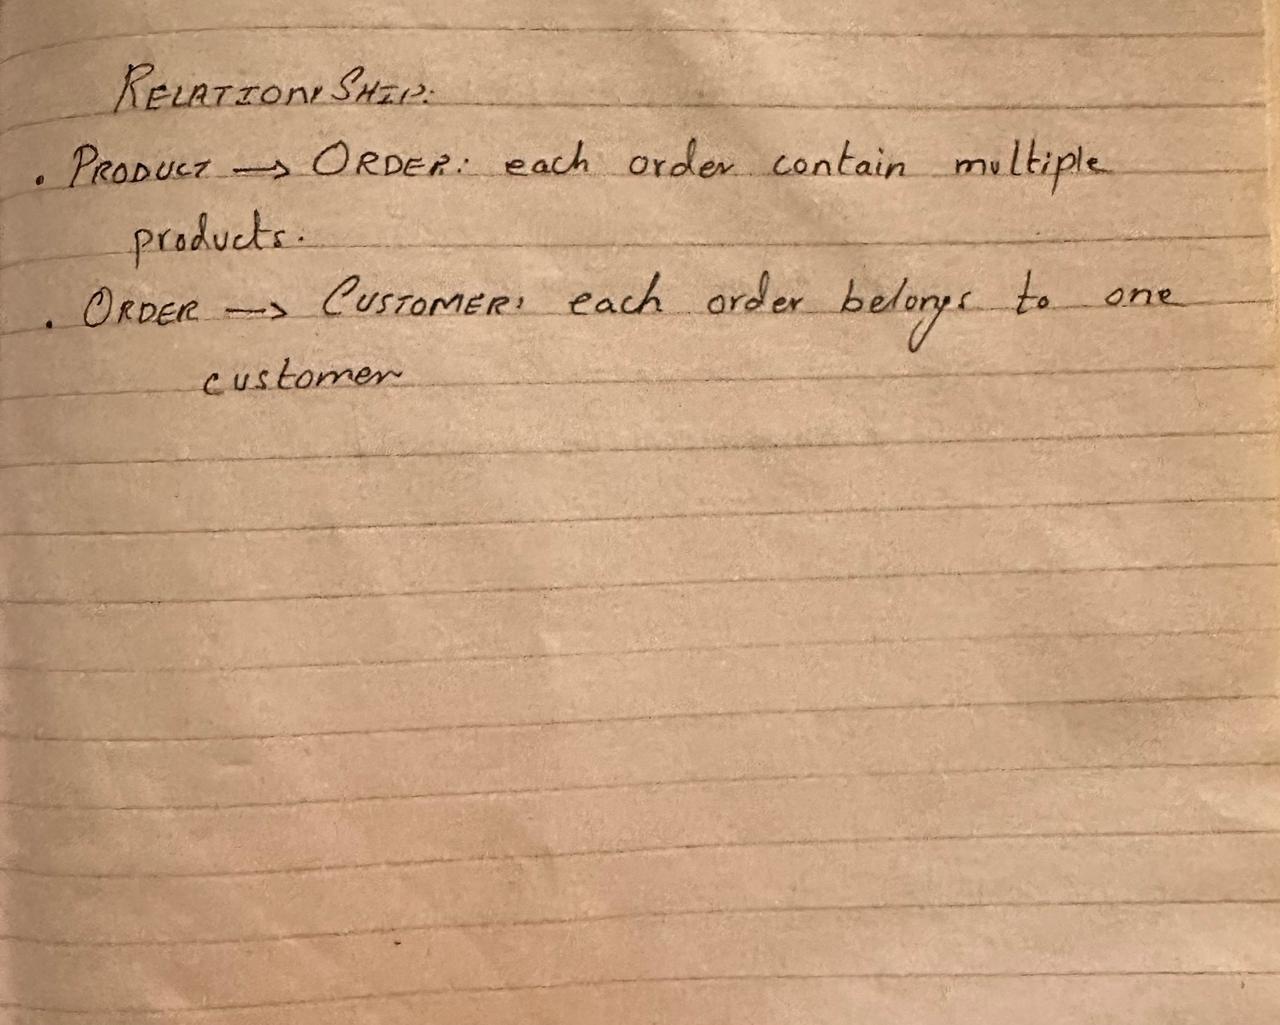 RELATIONSHIP:
. PRODUCT → ORDER: each order contain multiple
products.
. ORDER → CUSTOMER: each order belongs to one
customer